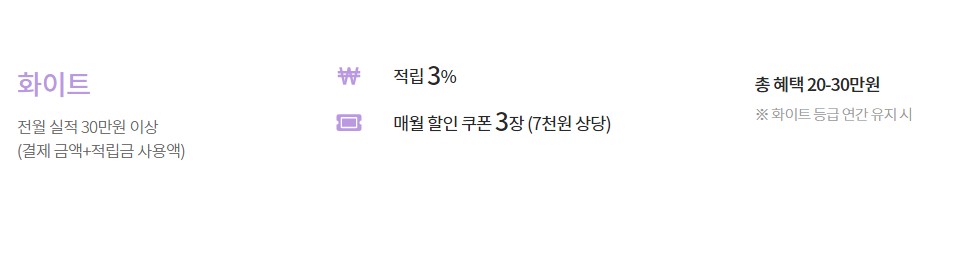 화이트
전월 실적 30만원 이상
(결제 금액+적립금 사용액)
₩ 적립 3%
매월 할인 쿠폰 3장 (7천원 상당)
총 혜택 20-30만원
※ 화이트 등급 연간 유지 시